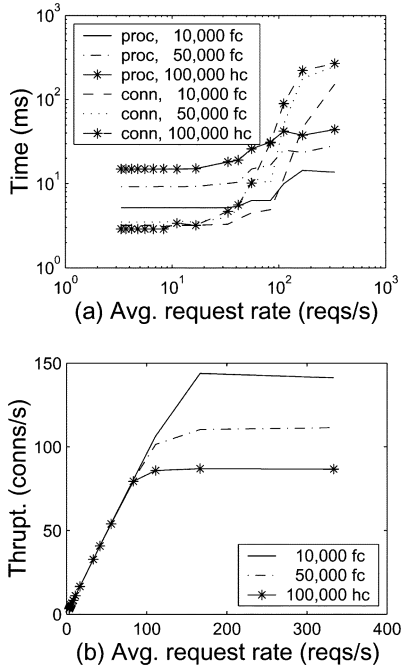 10³
proc, 10,000 fc
proc, 50,000 fc
proc, 100,000 hc
conn, 10,000 fc
conn, 50,000 fc
conn, 100,000 hc
10²
Time (ms)
10¹
10⁰
10⁰ 10¹ 10² 10³
(a) Avg. request rate (reqs/s)
150
100
Thrupt. (conns/s)
50
10,000 fc
50,000 fc
100,000 hc
0
0 100 200 300 400
(b) Avg. request rate (reqs/s)